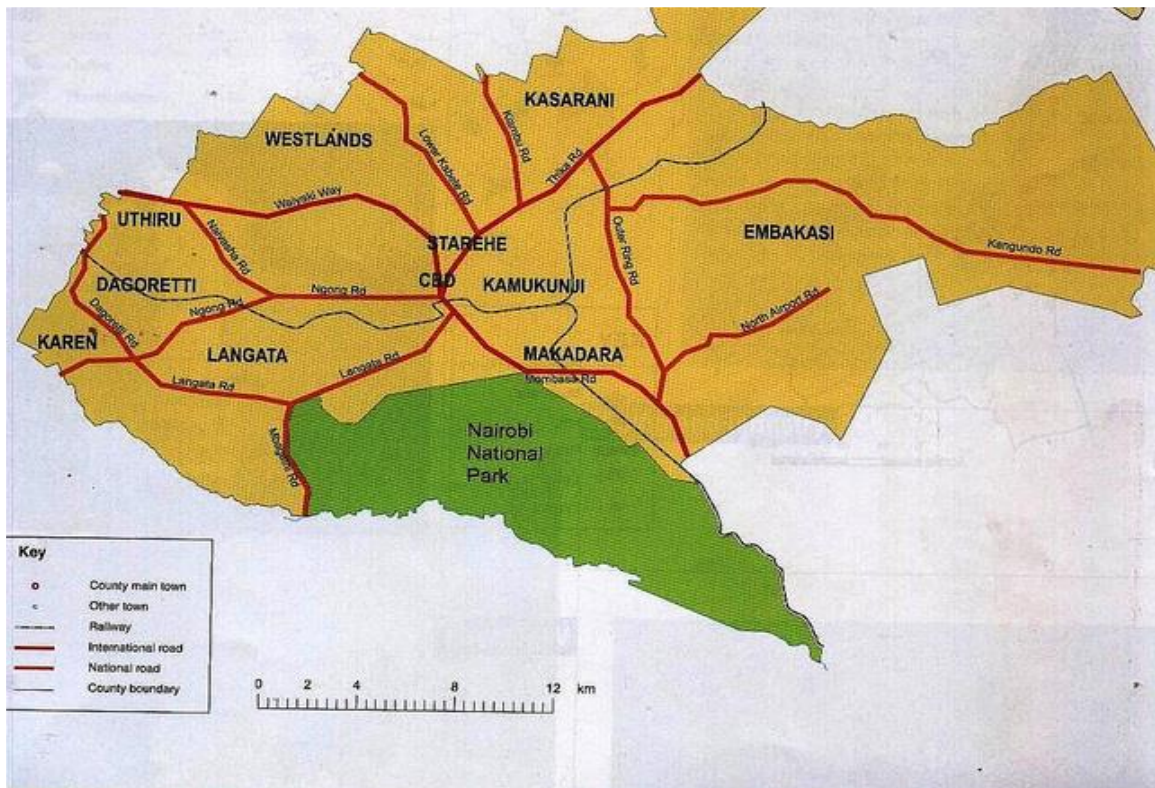 KASARANI
WESTLANDS
Lower Kabete Rd
Kiambu Rd
Thika Rd
Waiyaki Way
UTHIRU
Naivasha Rd
STAREHE
Outer Ring Rd
EMBAKASI
Kangundo Rd
DAGORETTI
CBD
KAMUKUNJI
Ngong Rd
Ngong Rd
North Airport Rd
Dagoretti Rd
KAREN
LANGATA
MAKADARA
Langata Rd
Langata Rd
Mombasa Rd
Mbagathi Rd
Nairobi
National
Park
Key
County main town
Other town
Railway
International road
National road
County boundary
0 2 4 8 12 km